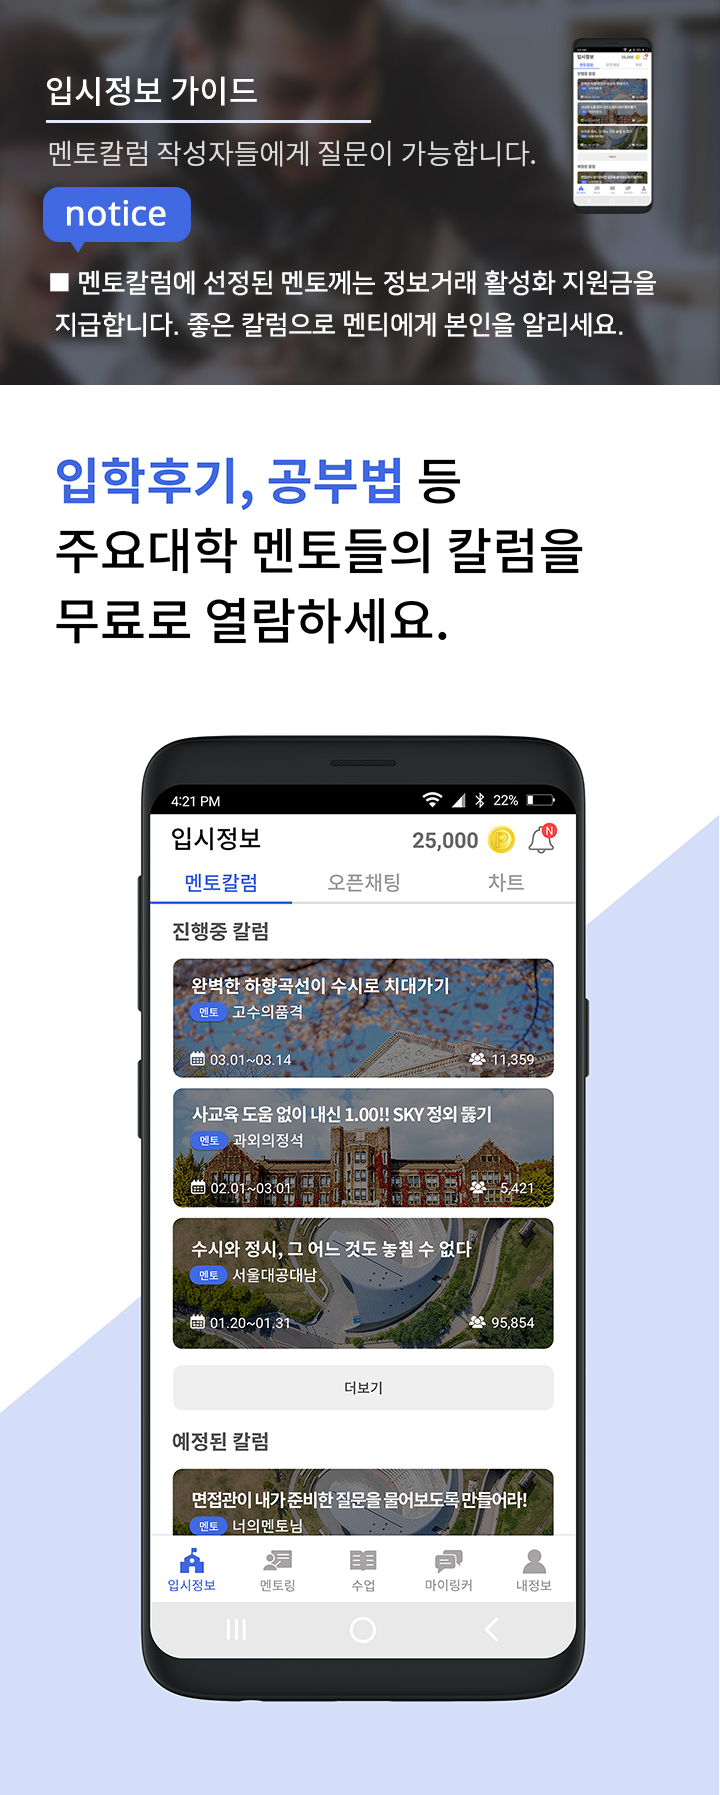 입시정보 가이드
멘토칼럼 작성자들에게 질문이 가능합니다.
notice
■ 멘토칼럼에 선정된 멘토께는 정보거래 활성화 지원금을
지급합니다. 좋은 칼럼으로 멘티에게 본인을 알리세요.
입학후기, 공부법 등
주요대학 멘토들의 칼럼을
무료로 열람하세요.
4:21 PM 22%
입시정보 25,000 P N
멘토칼럼 오픈채팅 차트
진행중 칼럼
완벽한 하향곡선이 수시로 치대가기
멘토 고수의품격
03.01~03.14 11,359
사교육 도움 없이 내신 1.00!! SKY 정외 뚫기
멘토 과외의정석
02.01~03.01 5,421
수시와 정시, 그 어느 것도 놓칠 수 없다
멘토 서울대공대남
01.20~01.31 95,854
더보기
예정된 칼럼
면접관이 내가 준비한 질문을 물어보도록 만들어라!
멘토 너의멘토님
입시정보 멘토링 수업 마이링커 내정보